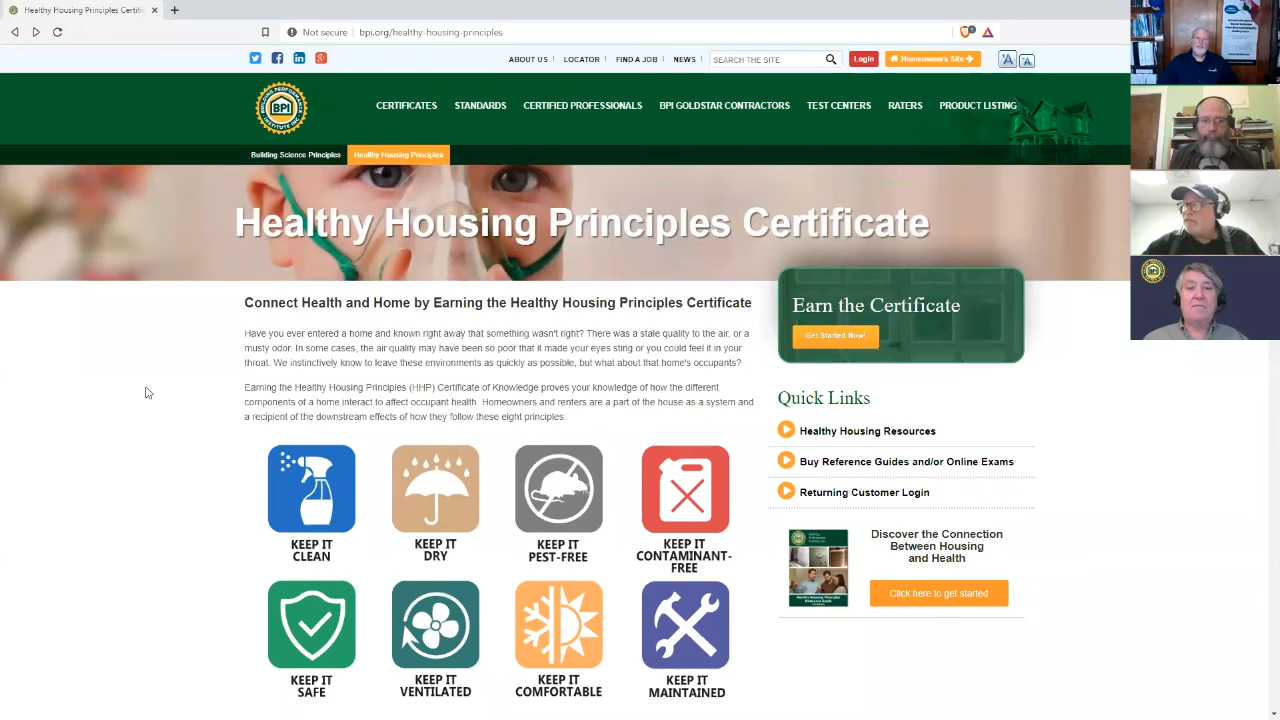 Healthy Housing Principles Certific
Not secure
bpi.org/healthy-housing-principles
ABOUT US
LOCATOR
FIND A JOB
NEWS
SEARCH THE SITE
Login
Homeowners Site
A
A
BUILDING PERFORMANCE INSTITUTE INC
BPI
CERTIFICATES
STANDARDS
CERTIFIED PROFESSIONALS
BPI GOLDSTAR CONTRACTORS
TEST CENTERS
RATERS
PRODUCT LISTING
Building Science Principles
Healthy Housing Principles
Healthy Housing Principles Certificate
Connect Health and Home by Earning the Healthy Housing Principles Certificate
Have you ever entered a home and known right away that something wasn't right? There was a stale quality to the air, or a
musty odor. In some cases, the air quality may have been so poor that it made your eyes sting or you could feel it in your
throat. We instinctively know to leave these environments as quickly as possible, but what about that home's occupants?
Earning the Healthy Housing Principles (HHP) Certificate of Knowledge proves your knowledge of how the different
components of a home interact to affect occupant health. Homeowners and renters are a part of the house as a system and
a recipient of the downstream effects of how they follow these eight principles:
KEEP IT
CLEAN
KEEP IT
DRY
KEEP IT
PEST-FREE
KEEP IT
CONTAMINANT-
FREE
KEEP IT
SAFE
KEEP IT
VENTILATED
KEEP IT
COMFORTABLE
KEEP IT
MAINTAINED
Earn the Certificate
Get Started Now!
Quick Links
Healthy Housing Resources
Buy Reference Guides and/or Online Exams
Returning Customer Login
Healthy Housing Principles
Reference Guide
Discover the Connection
Between Housing
and Health
Click here to get started